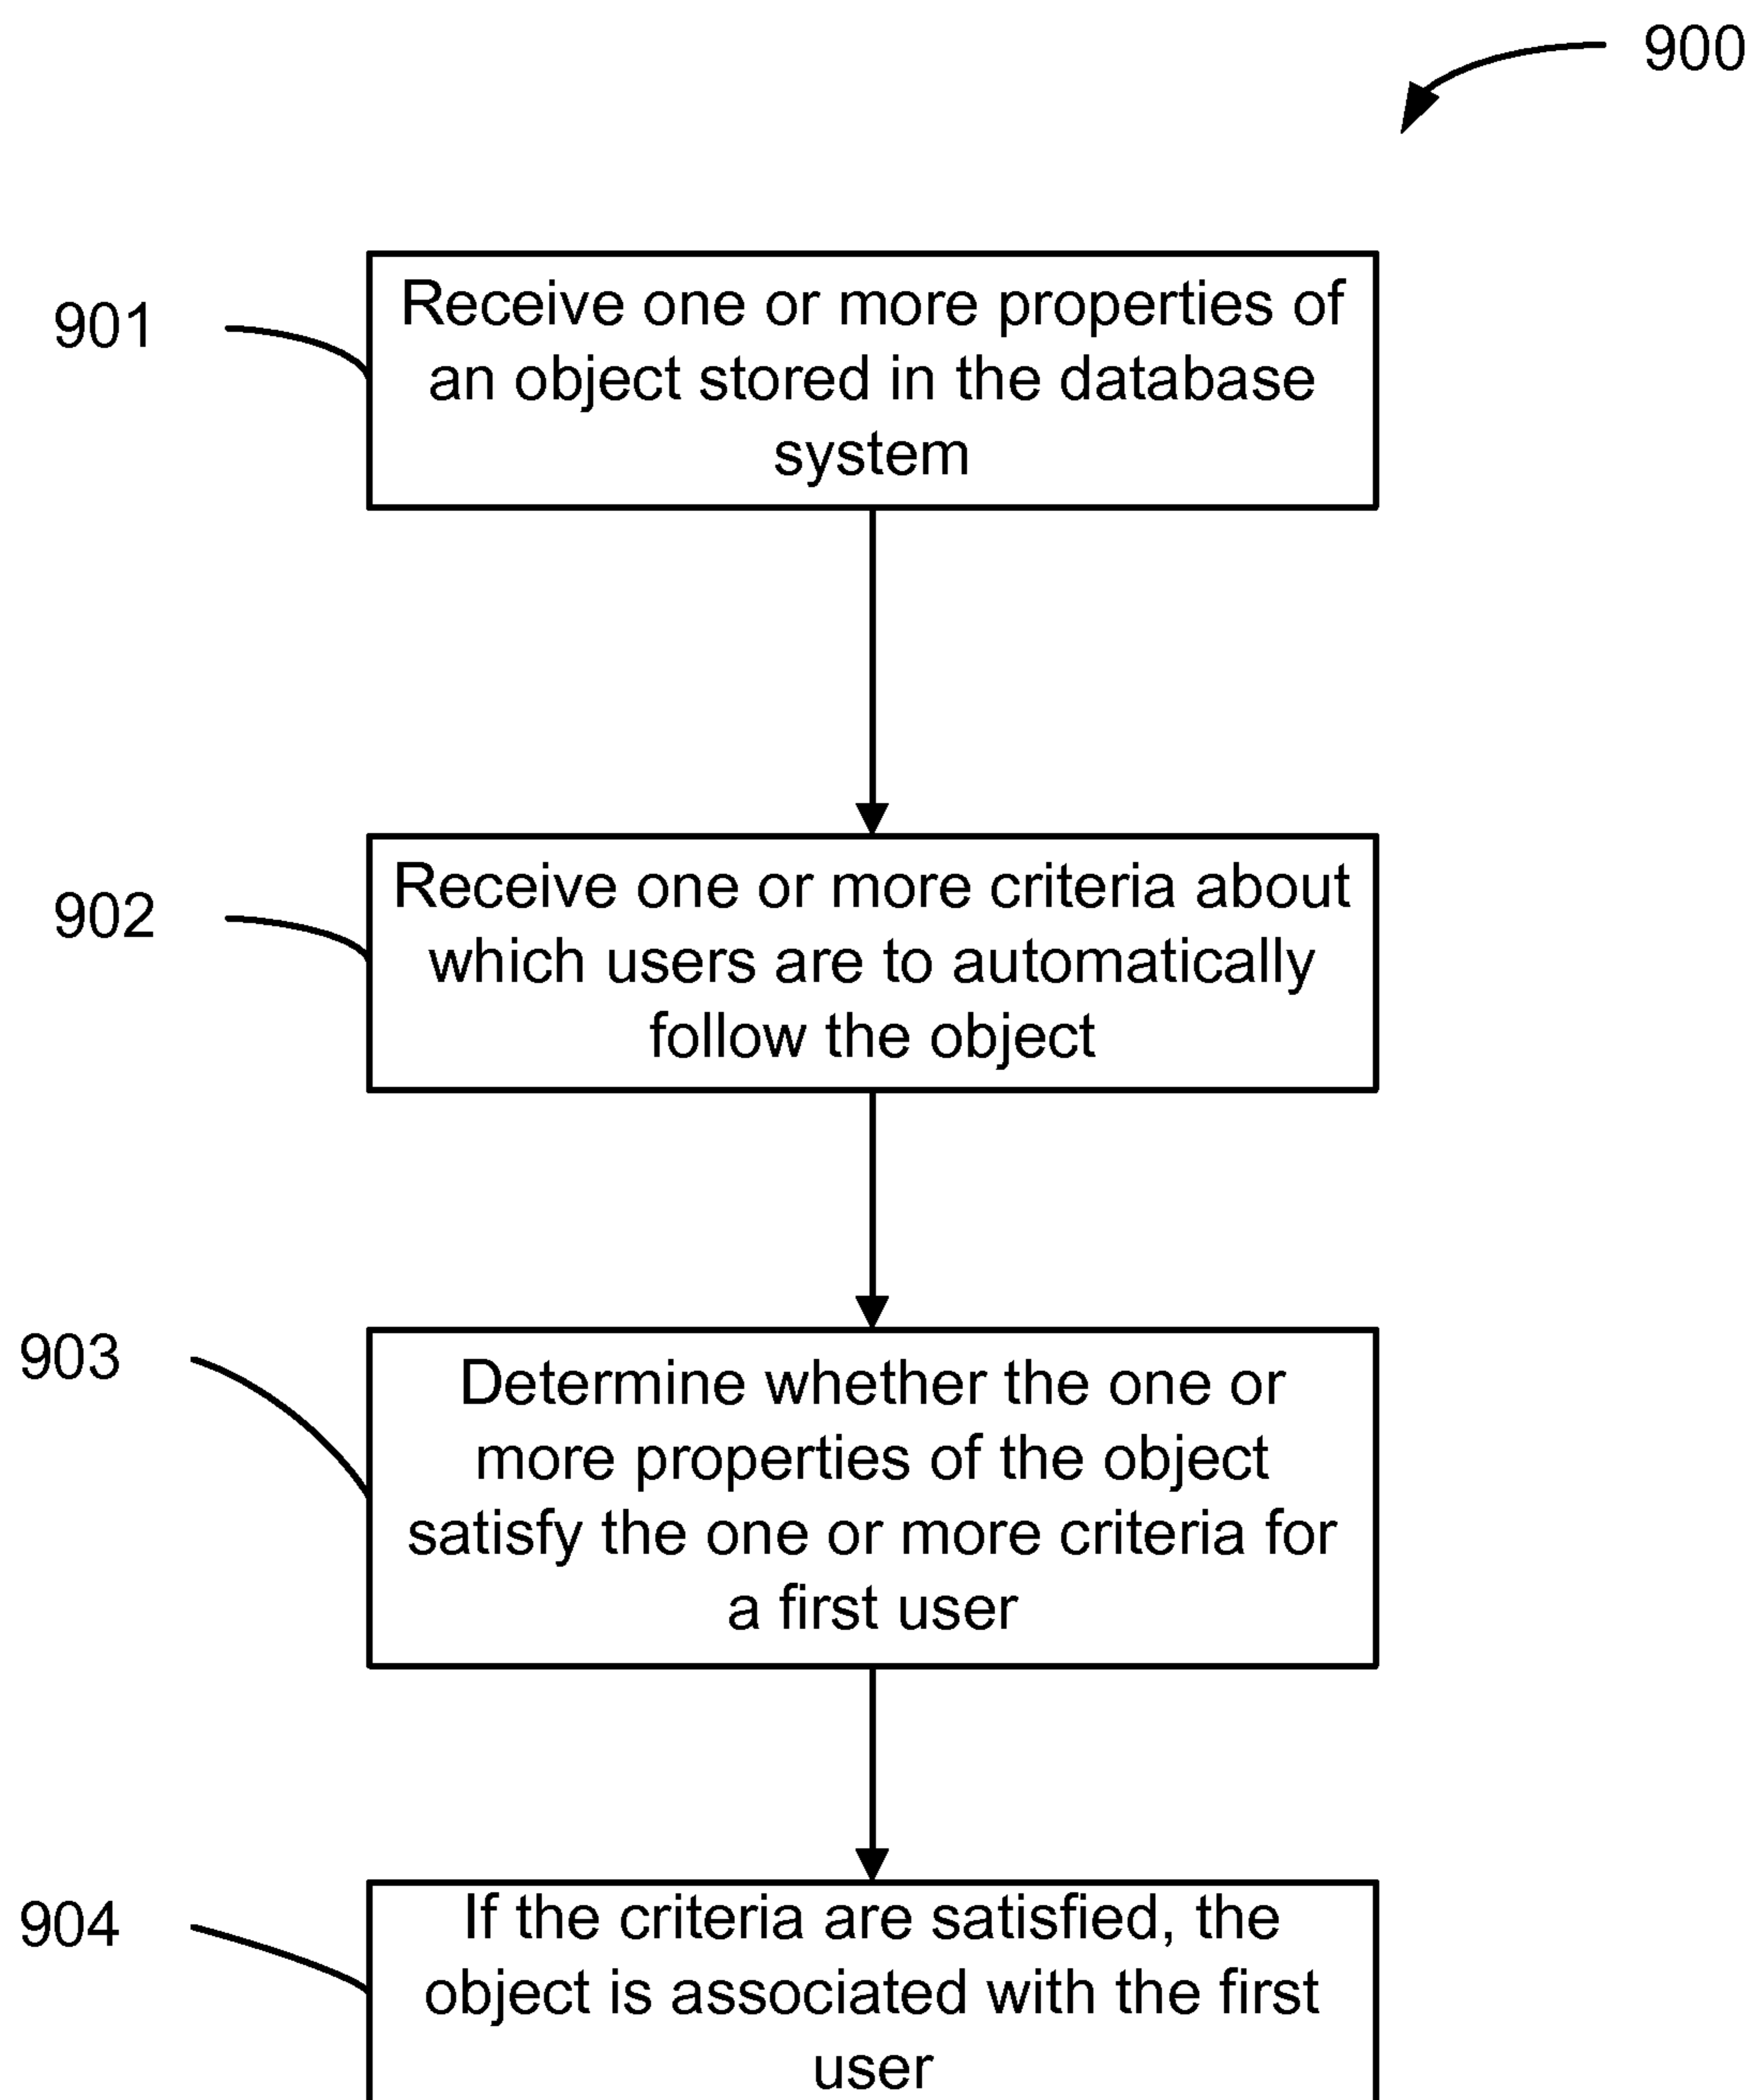 900
901
Receive one or more properties of
an object stored in the database
system
902
Receive one or more criteria about
which users are to automatically
follow the object
903
Determine whether the one or
more properties of the object
satisfy the one or more criteria for
a first user
904
If the criteria are satisfied, the
object is associated with the first
user